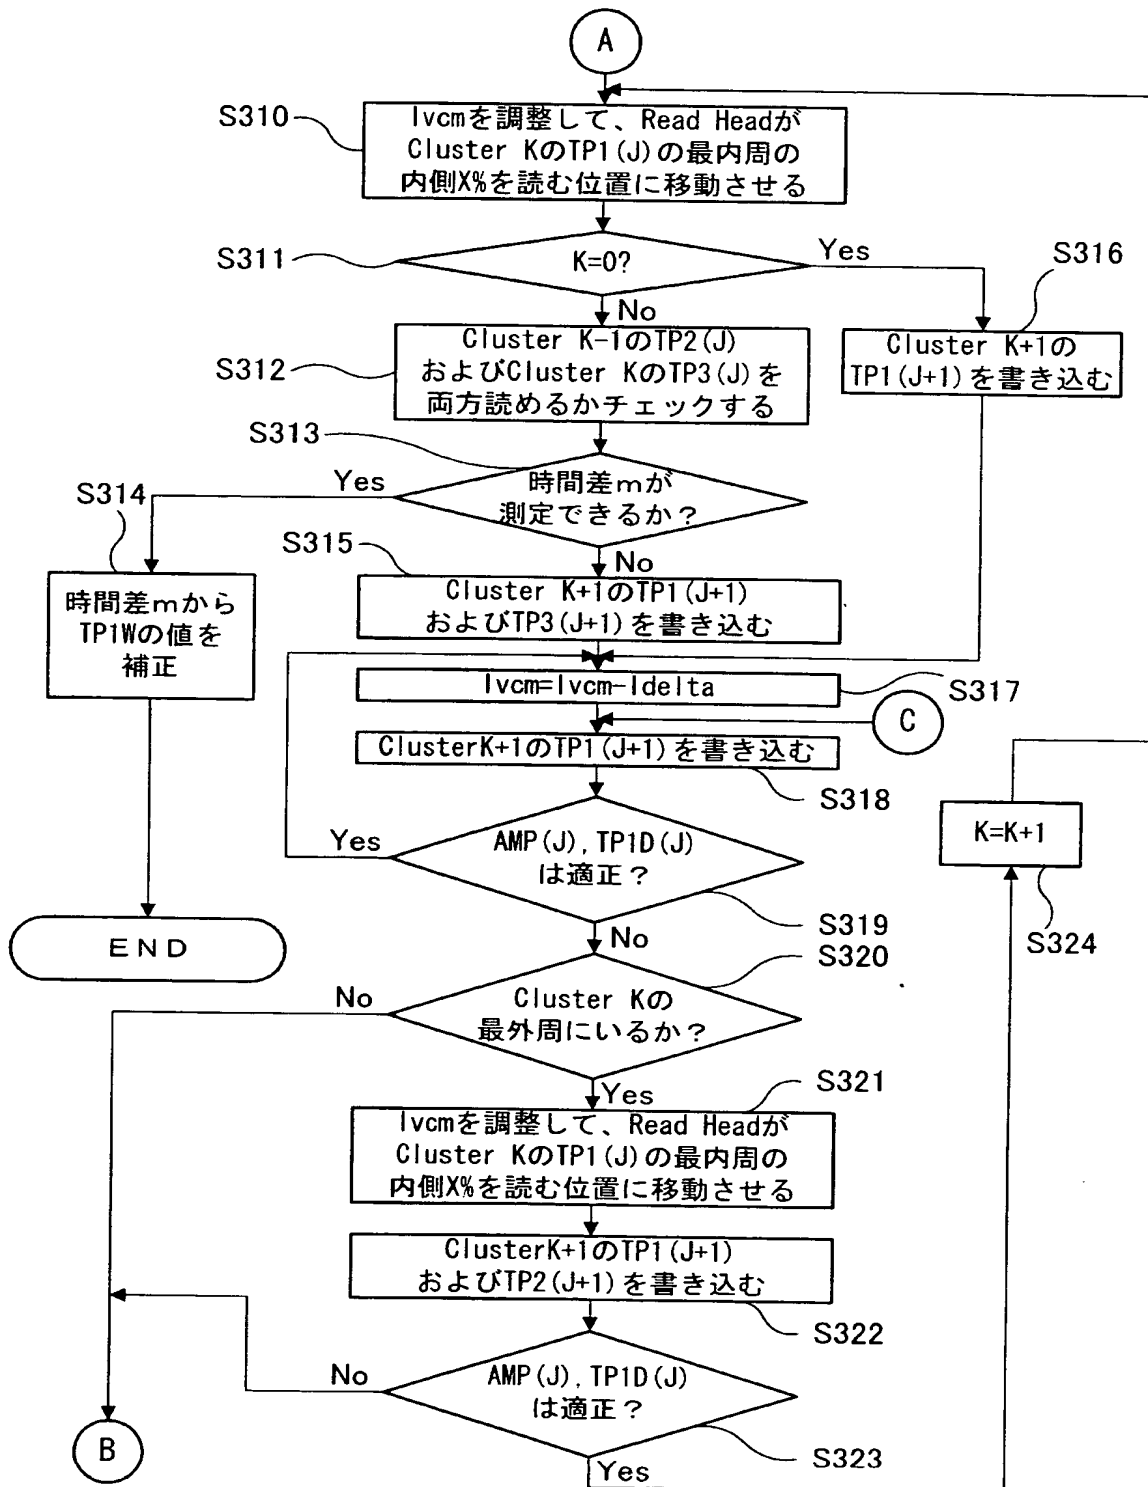 A
S310
Ivcmを調整して、Read Headが
Cluster KのTP1(J)の最内周の
内側X%を読む位置に移動させる
S311
K=0?
Yes
No
S316
Cluster K+1の
TP1(J+1)を書き込む
S312
Cluster K-1のTP2(J)
およびCluster KのTP3(J)を
両方読めるかチェックする
S313
時間差mが
測定できるか？
Yes
No
S314
時間差mから
TP1Wの値を
補正
END
S315
Cluster K+1のTP1(J+1)
およびTP3(J+1)を書き込む
Ivcm=Ivcm-Idelta
S317
C
ClusterK+1のTP1(J+1)を書き込む
S318
AMP(J),TP1D(J)
は適正？
Yes
S319
No
K=K+1
S324
S320
Cluster Kの
最外周にいるか？
No
Yes
S321
Ivcmを調整して、Read Headが
Cluster KのTP1(J)の最内周の
内側X%を読む位置に移動させる
ClusterK+1のTP1(J+1)
およびTP2(J+1)を書き込む
S322
AMP(J),TP1D(J)
は適正？
No
S323
Yes
B